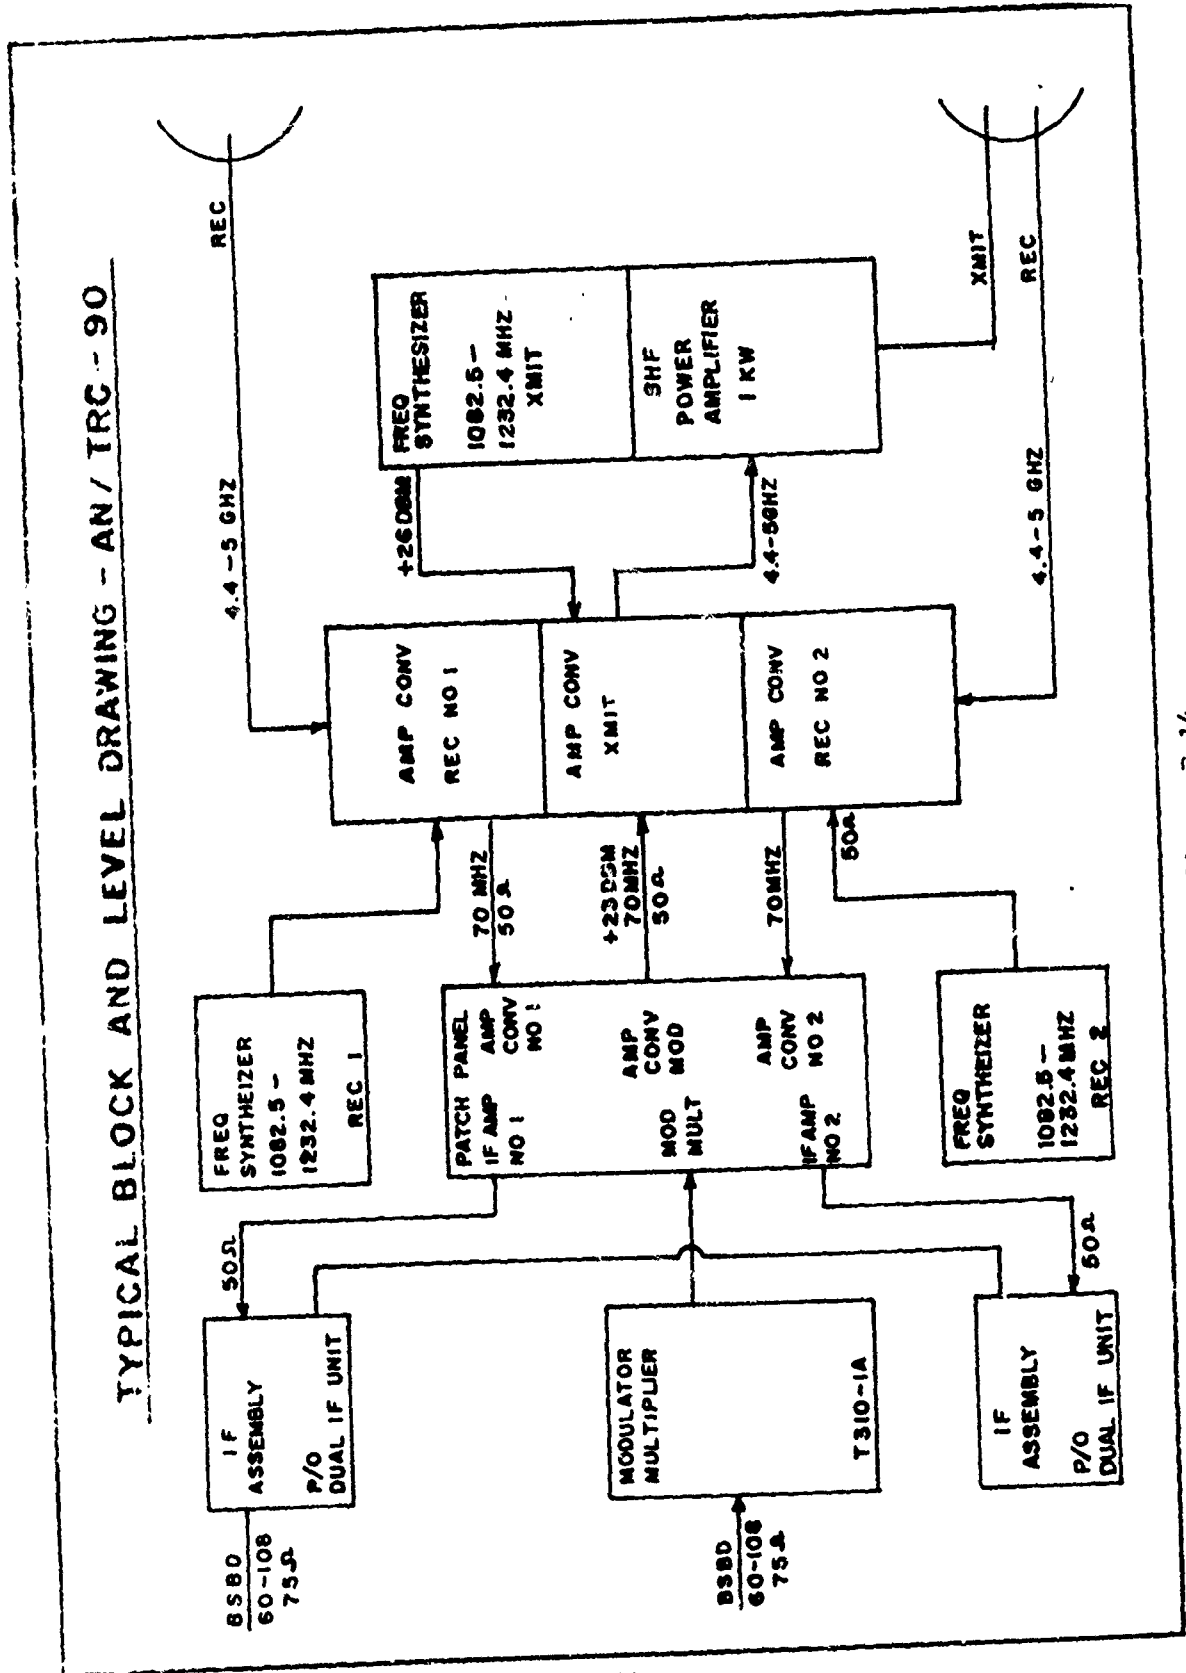 TYPICAL BLOCK AND LEVEL DRAWING - AN/TRC - 90
BSBD
60-108
75Ω
IF
ASSEMBLY
P/O
DUAL IF UNIT
50Ω
FREQ
SYNTHEIZER
1082.5 -
1232.4 MHZ
REC 1
4.4-5 GHZ
REC
PATCH PANEL
IF AMP
NO 1
AMP
CONV
NO 1
MOD
MULT
AMP
CONV
MOD
IF AMP
NO 2
AMP
CONV
NO 2
70 MHZ
50Ω
+23 DBM
70MHZ
50Ω
70MHZ
50Ω
AMP CONV
REC NO 1
AMP CONV
XMIT
AMP CONV
REC NO 2
+26DBM
4.4-5GHZ
FREQ
SYNTHESIZER
1082.5 -
1232.4 MHZ
XMIT
SHF
POWER
AMPLIFIER
1 KW
BSBD
60-108
75Ω
MODULATOR
MULTIPLIER
T310-1A
IF
ASSEMBLY
P/O
DUAL IF UNIT
50Ω
FREQ
SYNTHEIZER
1082.5 -
1232.4 MHZ
REC 2
4.4-5 GHZ
XMIT
REC